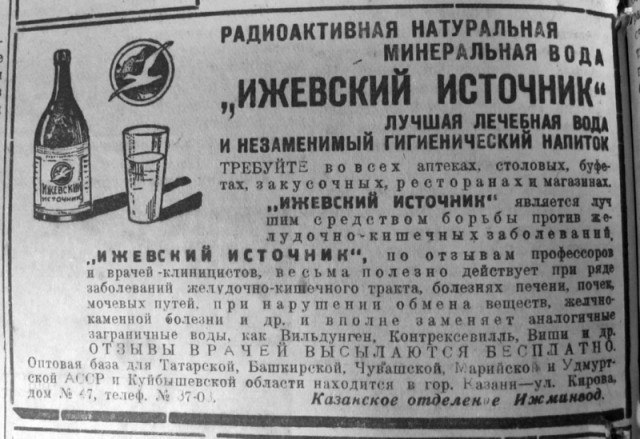 РАДИОАКТИВНАЯ НАТУРАЛЬНАЯ
МИНЕРАЛЬНАЯ ВОДА
„ИЖЕВСКИЙ ИСТОЧНИК“
ЛУЧШАЯ ЛЕЧЕБНАЯ ВОДА
И НЕЗАМЕНИМЫЙ ГИГИЕНИЧЕСКИЙ НАПИТОК
ИЖЕВСКИЙ
ИСТОЧНИК
ТРЕБУЙТЕ во всех аптеках, столовых, буфе-
тах, закусочных, ресторанах и магазинах.
„ИЖЕВСКИЙ ИСТОЧНИК“ является луч
шим средством борьбы против же-
лудочно-кишечных заболеваний.
„ИЖЕВСКИЙ ИСТОЧНИК“, по отзывам профессоров
и врачей-клиницистов, весьма полезно действует при ряде
заболеваний желудочно-кишечного тракта, болезнях печени, почек,
мочевых путей, при нарушении обмена веществ, желчно-
каменной болезни и др. и вполне заменяет аналогичные
заграничные воды, как Вильдунген, Контрексевилль, Виши и др.
ОТЗЫВЫ ВРАЧЕЙ ВЫСЫЛАЮТСЯ БЕСПЛАТНО.
Оптовая база для Татарской, Башкирской, Чувашской, Марийской и Удмурт-
ской АССР и Куйбышевской области находится в гор. Казани—ул. Кирова,
дом № 47, телеф. №
Казанское отделение Ижминвод.